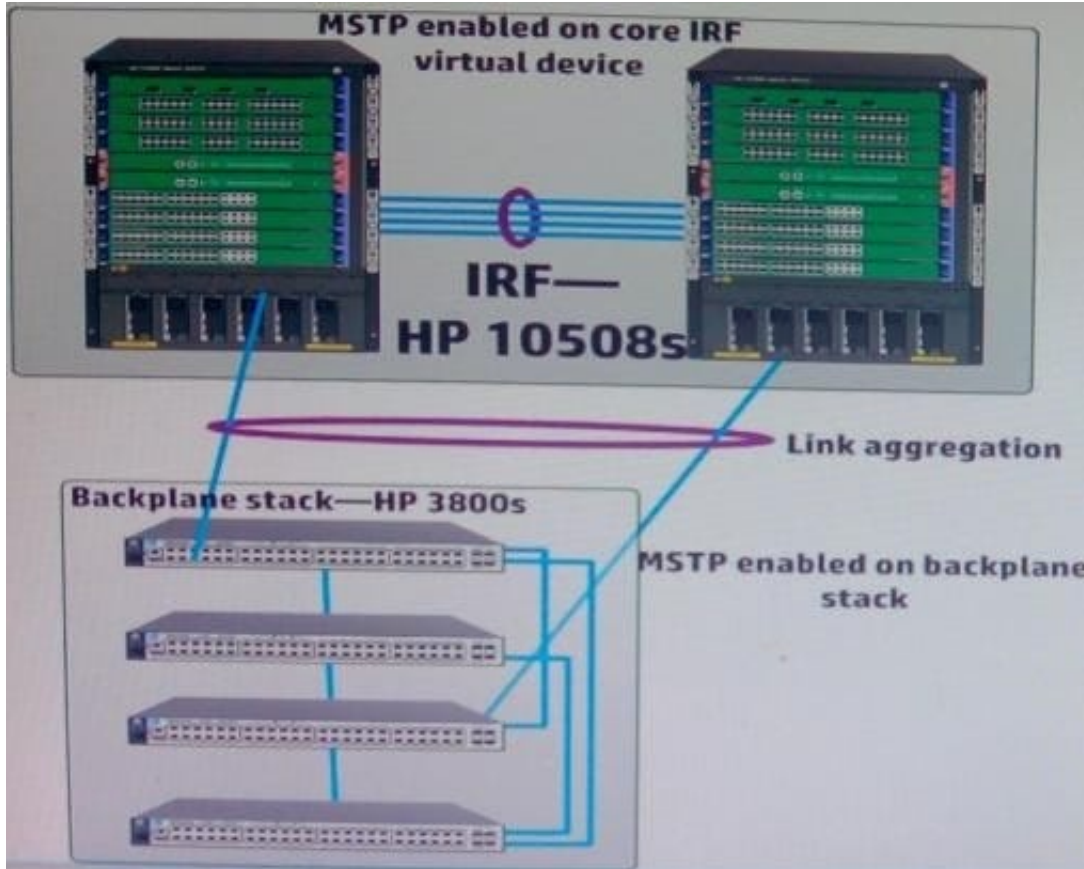 MSTP enabled on core IRF
virtual device
IRF—
HP 10508s
Link aggregation
Backplane stack—HP 3800s
MSTP enabled on backplane
stack